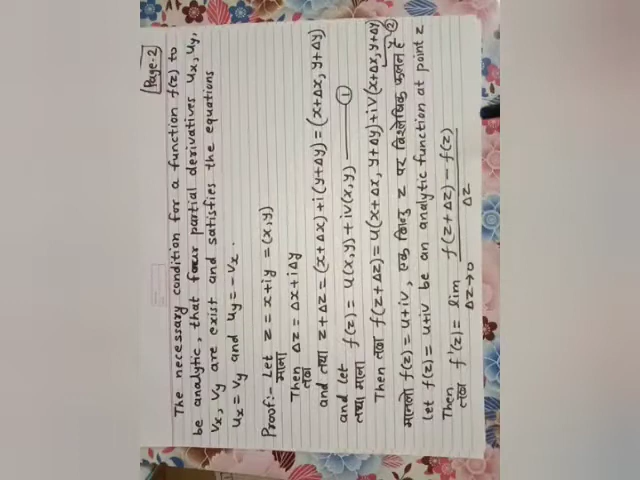 Page-2
The necessary condition for a function f(z) to
be analytic, that four partial derivatives ux, uy,
vx, vy are exist and satisfies the equations
ux = vy and uy = -vx.
Proof:- Let z = x+iy = (x,y)
माना
Then Δz = Δx+iΔy
तब
and तथा z+Δz = (x+Δx)+i(y+Δy) = (x+Δx, y+Δy)
and let f(z) = u(x,y)+iv(x,y) ——— ①
तथा माना
Then तब f(z+Δz) = u(x+Δx, y+Δy)+iv(x+Δx, y+Δy) ②
मानलो f(z) = u+iv, एक बिन्दु z पर विश्लेषिक फलन है
Let f(z) = u+iv be an analytic function at point z
Then f'(z) = lim f(z+Δz) - f(z)
तब Δz→0 Δz